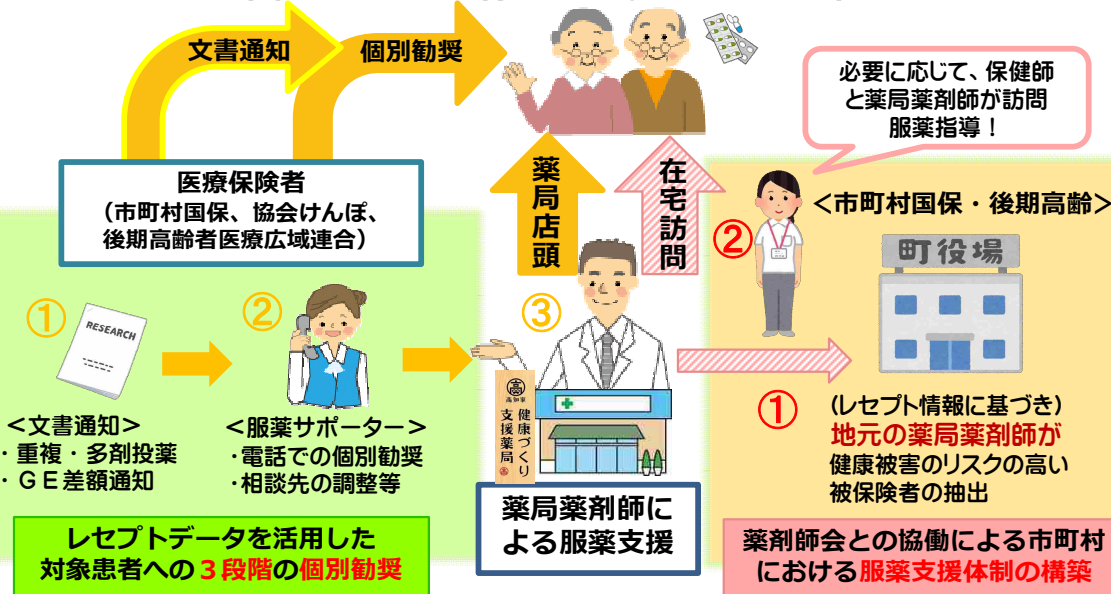 文書通知
個別勧奨
必要に応じて、保健師
と薬局薬剤師が訪問
服薬指導！
医療保険者
（市町村国保、協会けんぽ、
後期高齢者医療広域連合）
薬局店頭
在宅訪問
②
＜市町村国保・後期高齢＞
町役場
①
RESEARCH
②
③
＜文書通知＞
・重複・多剤投薬
・ＧＥ差額通知
＜服薬サポーター＞
・電話での個別勧奨
・相談先の調整等
高
高知家
健康づくり
支援薬局
①
(レセプト情報に基づき)
地元の薬局薬剤師が
健康被害のリスクの高い
被保険者の抽出
薬局薬剤師に
よる服薬支援
レセプトデータを活用した
対象患者への３段階の個別勧奨
薬剤師会との協働による市町村
における服薬支援体制の構築